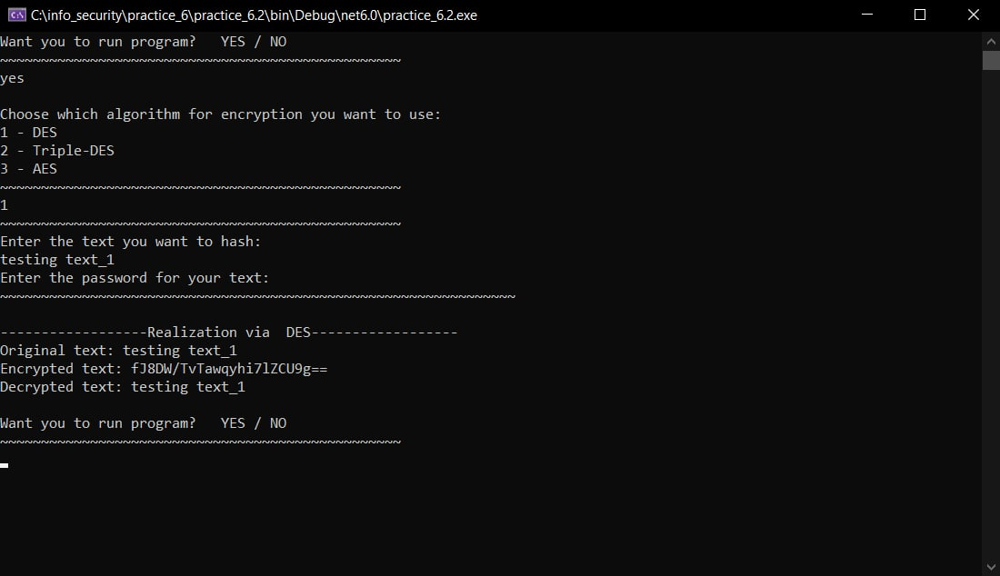 C:\info_security\practice_6\practice_6.2\bin\Debug\net6.0\practice_6.2.exe
Want you to run program?   YES / NO
~~~~~~~~~~~~~~~~~~~~~~~~~~~~~~~~~~~~~~~~~~~~~~~~~
yes

Choose which algorithm for encryption you want to use:
1 - DES
2 - Triple-DES
3 - AES
~~~~~~~~~~~~~~~~~~~~~~~~~~~~~~~~~~~~~~~~~~~~~~~~~
1
~~~~~~~~~~~~~~~~~~~~~~~~~~~~~~~~~~~~~~~~~~~~~~~~~
Enter the text you want to hash:
testing text_1
Enter the password for your text:
~~~~~~~~~~~~~~~~~~~~~~~~~~~~~~~~~~~~~~~~~~~~~~~~~~~~~~~~~~~~~~~

------------------Realization via  DES------------------
Original text: testing text_1
Encrypted text: fJ8DW/TvTawqyhi7lZCU9g==
Decrypted text: testing text_1

Want you to run program?   YES / NO
~~~~~~~~~~~~~~~~~~~~~~~~~~~~~~~~~~~~~~~~~~~~~~~~~